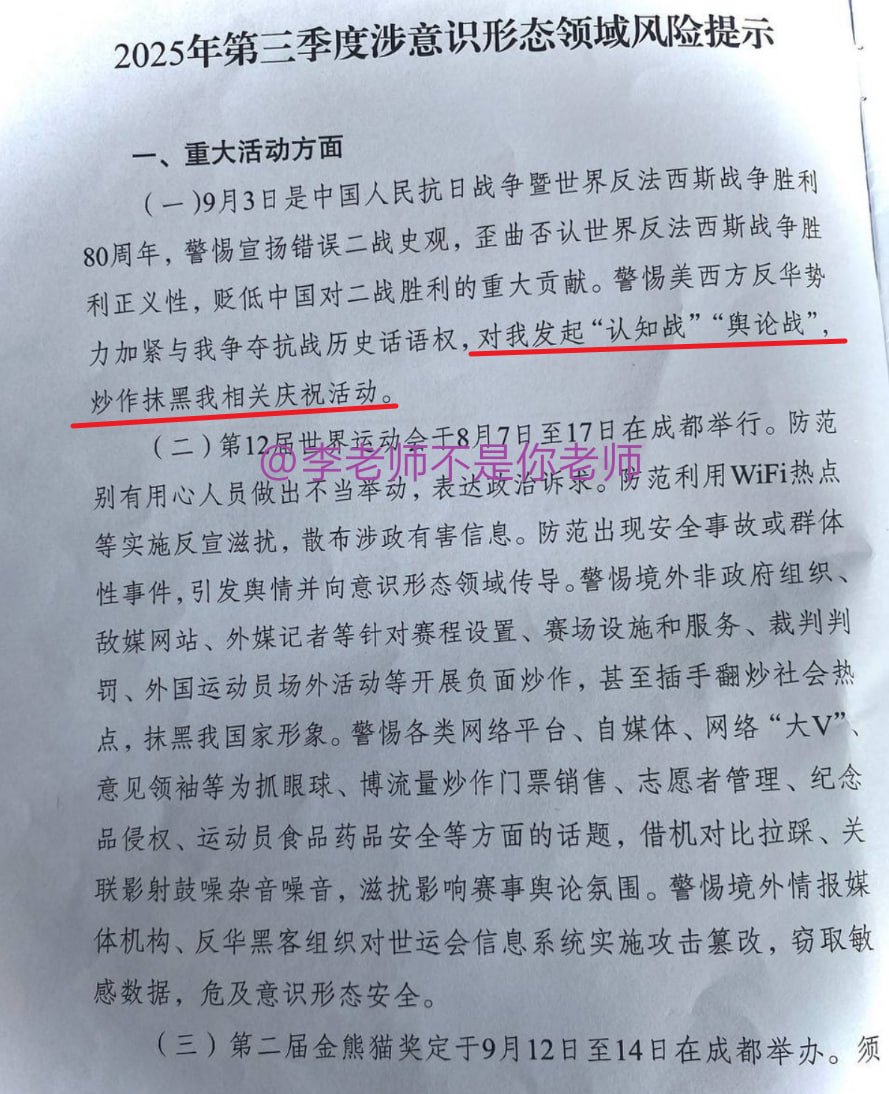 2025年第三季度涉意识形态领域风险提示
一、重大活动方面
（一）9月3日是中国人民抗日战争暨世界反法西斯战争胜利
80周年，警惕宣扬错误二战史观，歪曲否认世界反法西斯战争胜
利正义性，贬低中国对二战胜利的重大贡献。警惕美西方反华势
力加紧与我争夺抗战历史话语权，对我发起“认知战”“舆论战”，
炒作抹黑我相关庆祝活动。
（二）第12届世界运动会于8月7日至17日在成都举行。防范
@李老师不是你老师
别有用心人员做出不当举动，表达政治诉求。防范利用WiFi热点
等实施反宣滋扰，散布涉政有害信息。防范出现安全事故或群体
性事件，引发舆情并向意识形态领域传导。警惕境外非政府组织、
敌媒网站、外媒记者等针对赛程设置、赛场设施和服务、裁判判
罚、外国运动员场外活动等开展负面炒作，甚至插手翻炒社会热
点，抹黑我国家形象。警惕各类网络平台、自媒体、网络“大V”、
意见领袖等为抓眼球、博流量炒作门票销售、志愿者管理、纪念
品侵权、运动员食品药品安全等方面的话题，借机对比拉踩、关
联影射鼓噪杂音噪音，滋扰影响赛事舆论氛围。警惕境外情报媒
体机构、反华黑客组织对世运会信息系统实施攻击篡改，窃取敏
感数据，危及意识形态安全。
（三）第二届金熊猫奖定于9月12日至14日在成都举办。须